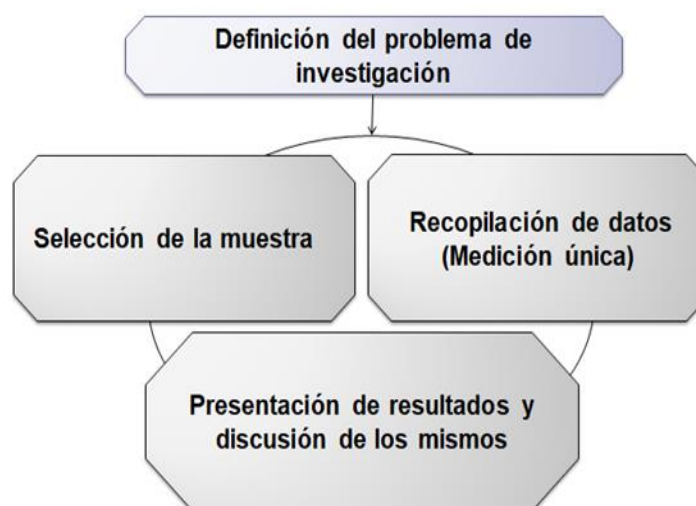 Definición del problema de
investigación
Selección de la muestra
Recopilación de datos
(Medición única)
Presentación de resultados y
discusión de los mismos